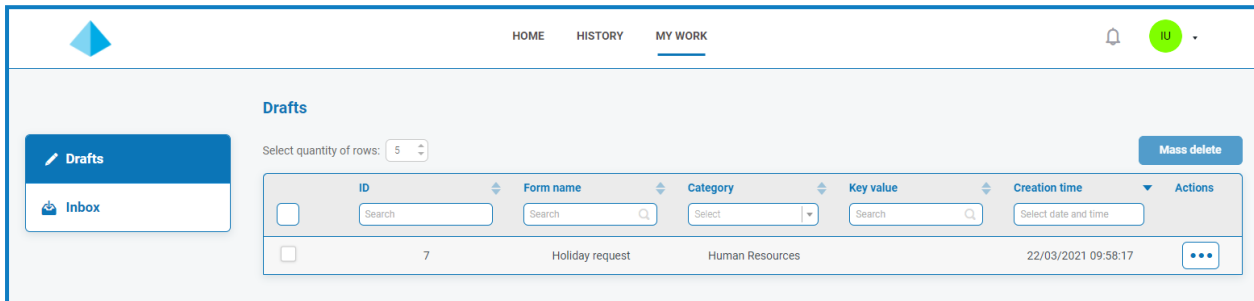 HOME HISTORY MY WORK IU
Drafts
Select quantity of rows: 5 Mass delete
Drafts
Inbox
ID Form name Category Key value Creation time Actions
Search Search Select Search Select date and time
7 Holiday request Human Resources 22/03/2021 09:58:17